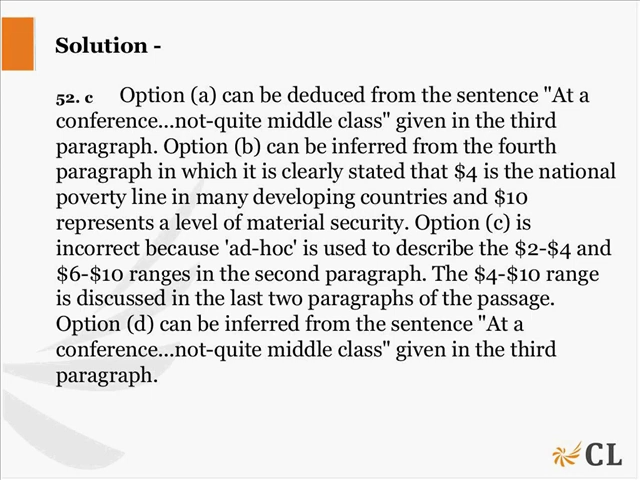 Solution -
52. c Option (a) can be deduced from the sentence "At a
conference...not-quite middle class" given in the third
paragraph. Option (b) can be inferred from the fourth
paragraph in which it is clearly stated that $4 is the national
poverty line in many developing countries and $10
represents a level of material security. Option (c) is
incorrect because 'ad-hoc' is used to describe the $2-$4 and
$6-$10 ranges in the second paragraph. The $4-$10 range
is discussed in the last two paragraphs of the passage.
Option (d) can be inferred from the sentence "At a
conference...not-quite middle class" given in the third
paragraph.
CL